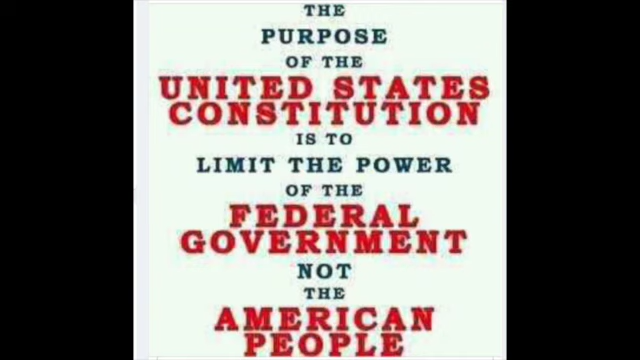 THE
PURPOSE
OF THE
UNITED STATES
CONSTITUTION
IS TO
LIMIT THE POWER
OF THE
FEDERAL
GOVERNMENT
NOT
THE
AMERICAN
PEOPLE